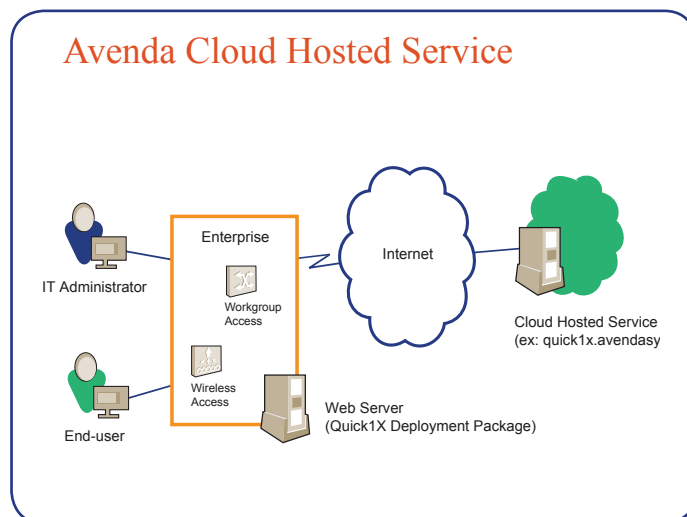 Avenda Cloud Hosted Service
IT Administrator
Enterprise
Workgroup
Access
Internet
Cloud Hosted Service
(ex: quick1x.avendasy
Wireless
Access
End-user
Web Server
(Quick1X Deployment Package)